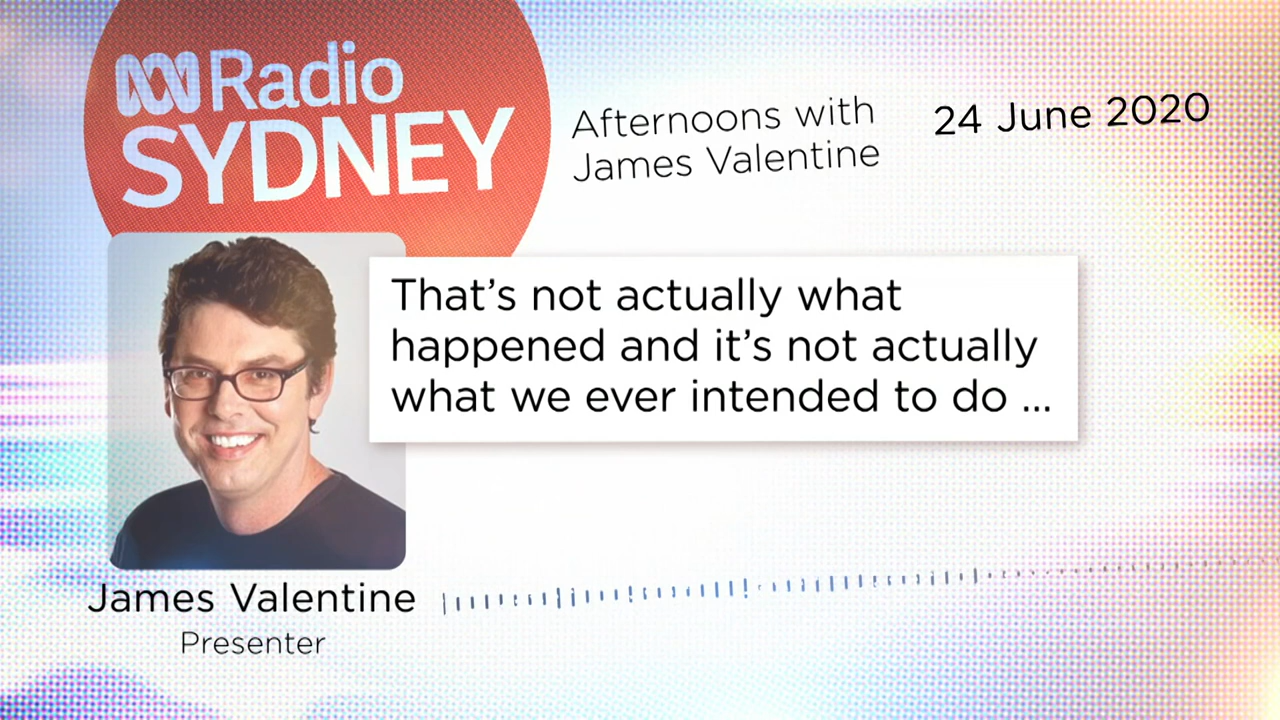 ABC Radio
SYDNEY
Afternoons with
James Valentine
24 June 2020
That's not actually what
happened and it's not actually
what we ever intended to do ...
James Valentine
Presenter